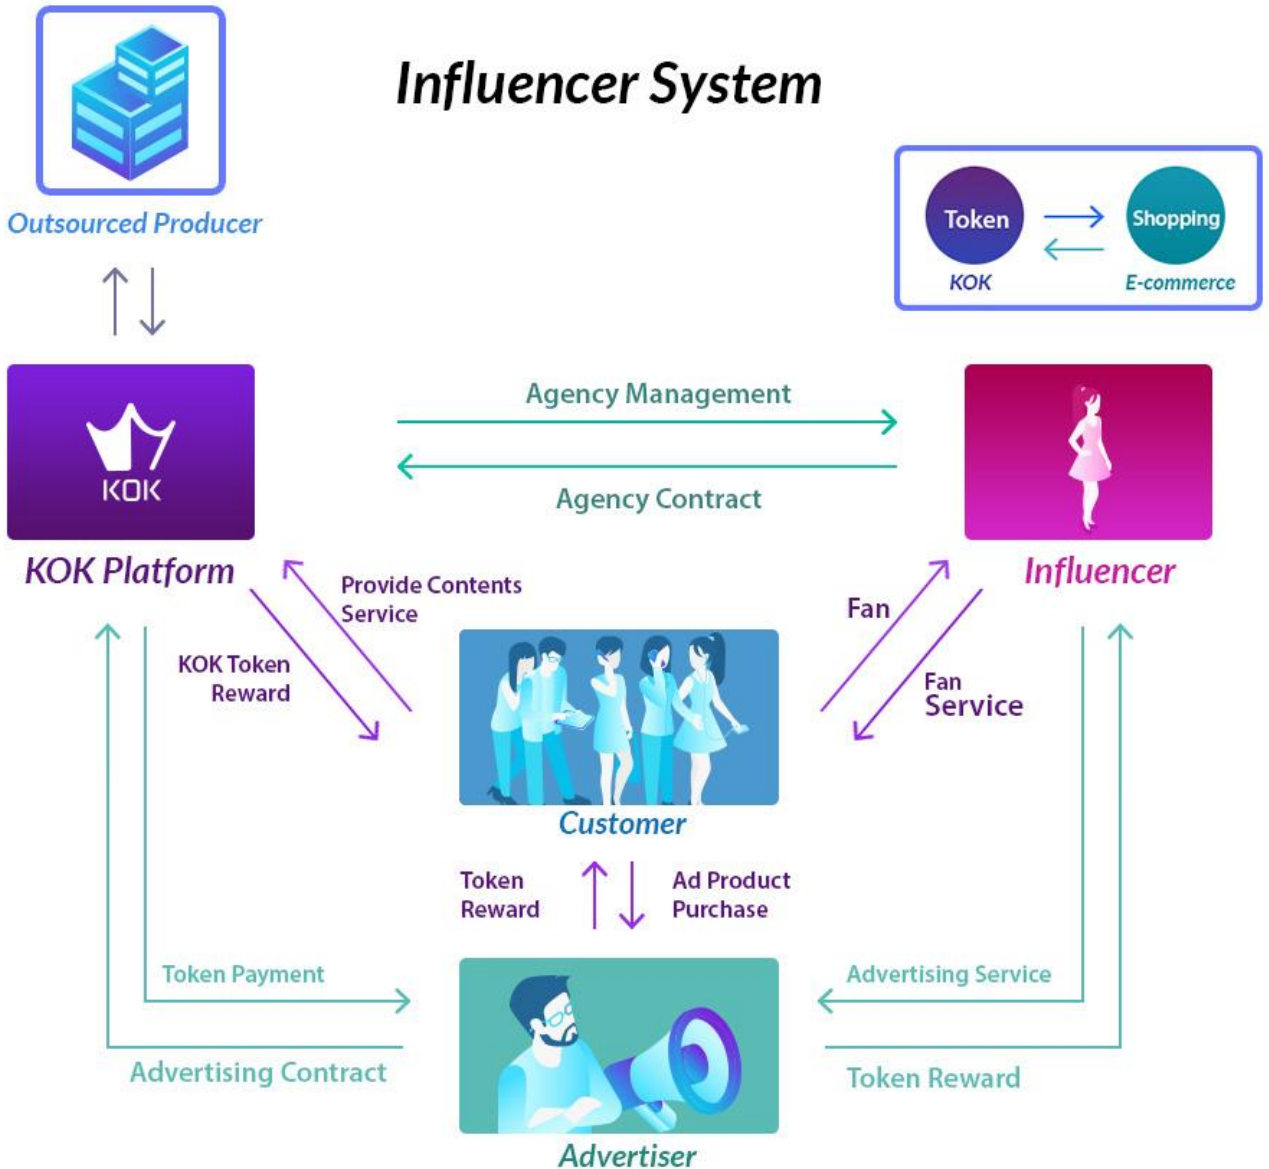 Influencer System
Outsourced Producer
Token
Shopping
KOK
E-commerce
Agency Management
Agency Contract
KOK
KOK Platform
Influencer
Provide Contents
Service
KOK Token
Reward
Fan
Fan
Service
Customer
Token
Reward
Ad Product
Purchase
Token Payment
Advertising Contract
Advertising Service
Token Reward
Advertiser